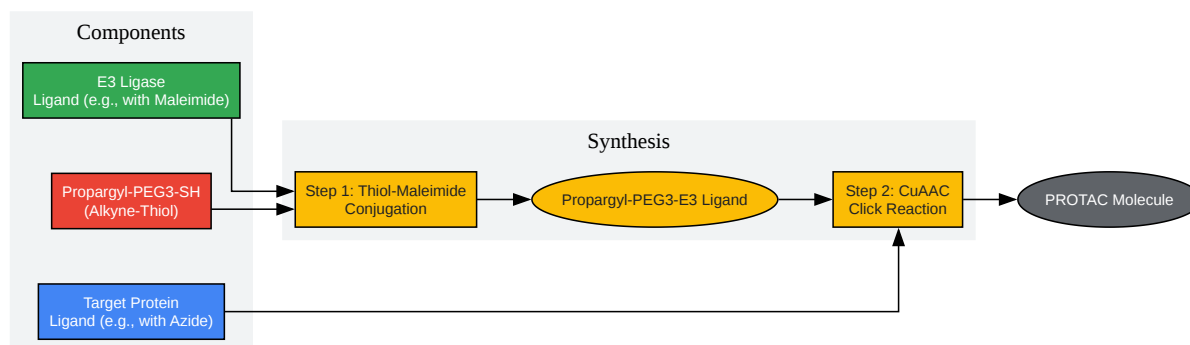 Components
E3 Ligase
Ligand (e.g., with Maleimide)
Propargyl-PEG3-SH
(Alkyne-Thiol)
Target Protein
Ligand (e.g., with Azide)
Synthesis
Step 1: Thiol-Maleimide
Conjugation
Propargyl-PEG3-E3 Ligand
Step 2: CuAAC
Click Reaction
PROTAC Molecule